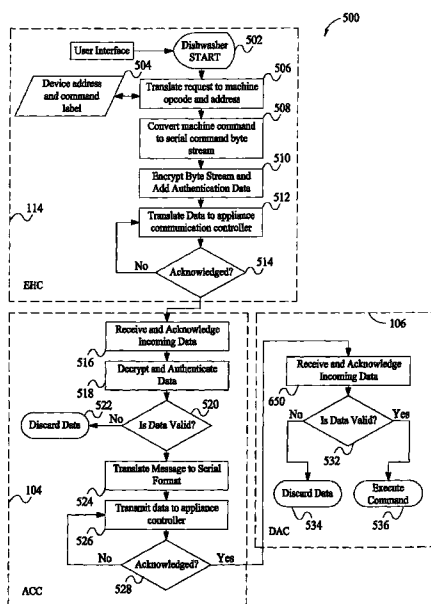 500
User Interface
Dishwasher
START
502
504
Device address
and command
label
506
Translate request to machine
opcode and address
508
Convert machine command
to serial command byte
stream
510
Encrypt Byte Stream and
Add Authentication Data
512
Translate Data to appliance
communication controller
114
No
Acknowledged?
514
EHC
Receive and Acknowledge
Incoming Data
516
Decrypt and Authenticate
Data
518
522
520
Discard Data
No
Is Data Valid?
Translate Message to Serial
Format
524
104
Transmit data to appliance
controller
526
No
Acknowledged?
Yes
528
ACC
106
Receive and Acknowledge
Incoming Data
650
No
Is Data Valid?
Yes
532
Discard Data
534
Execute
Command
536
DAC